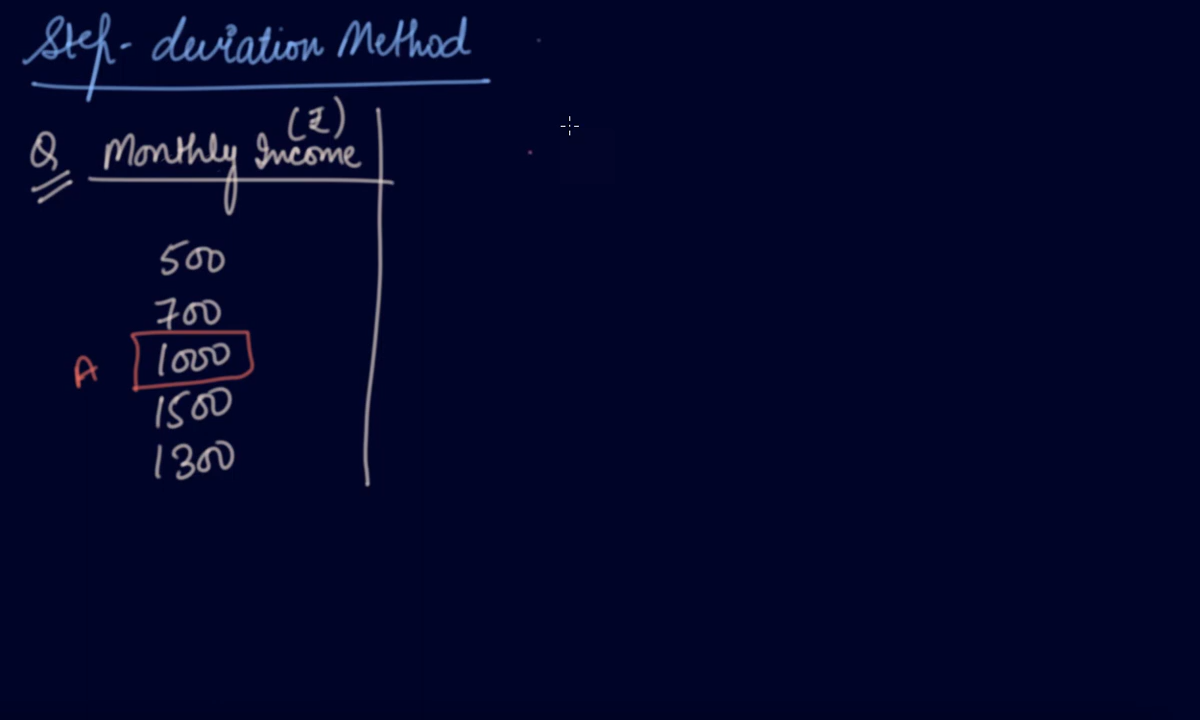 Step-deviation Method
(₹)
Q Monthly Income
500
700
A 1000
1500
1300